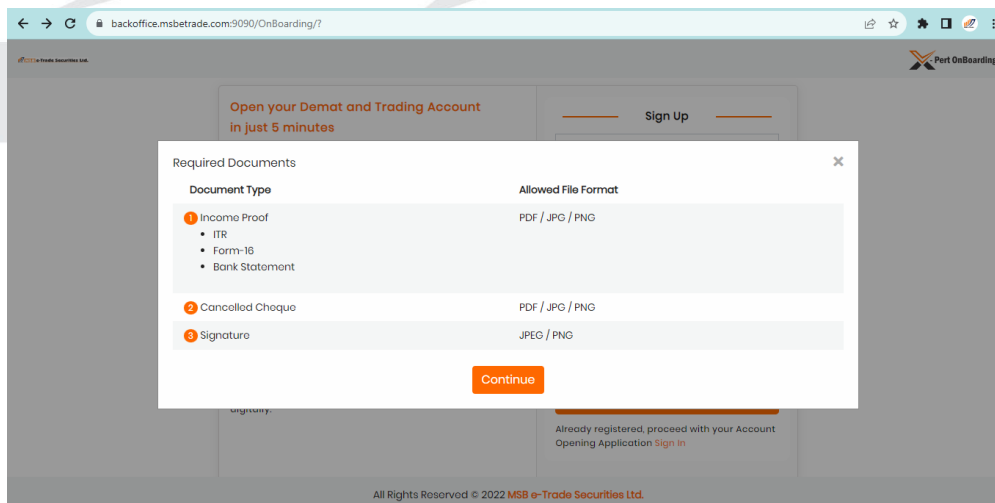 backoffice.msbetrade.com:9090/OnBoarding/?
e-Trade Securities Ltd.
X-Pert OnBoarding
Open your Demat and Trading Account
in just 5 minutes
Sign Up
Required Documents
×
Document Type Allowed File Format
1 Income Proof PDF / JPG / PNG
• ITR
• Form-16
• Bank Statement
2 Cancelled Cheque PDF / JPG / PNG
3 Signature JPEG / PNG
Continue
digitally.
Already registered, proceed with your Account
Opening Application Sign In
All Rights Reserved © 2022 MSB e-Trade Securities Ltd.